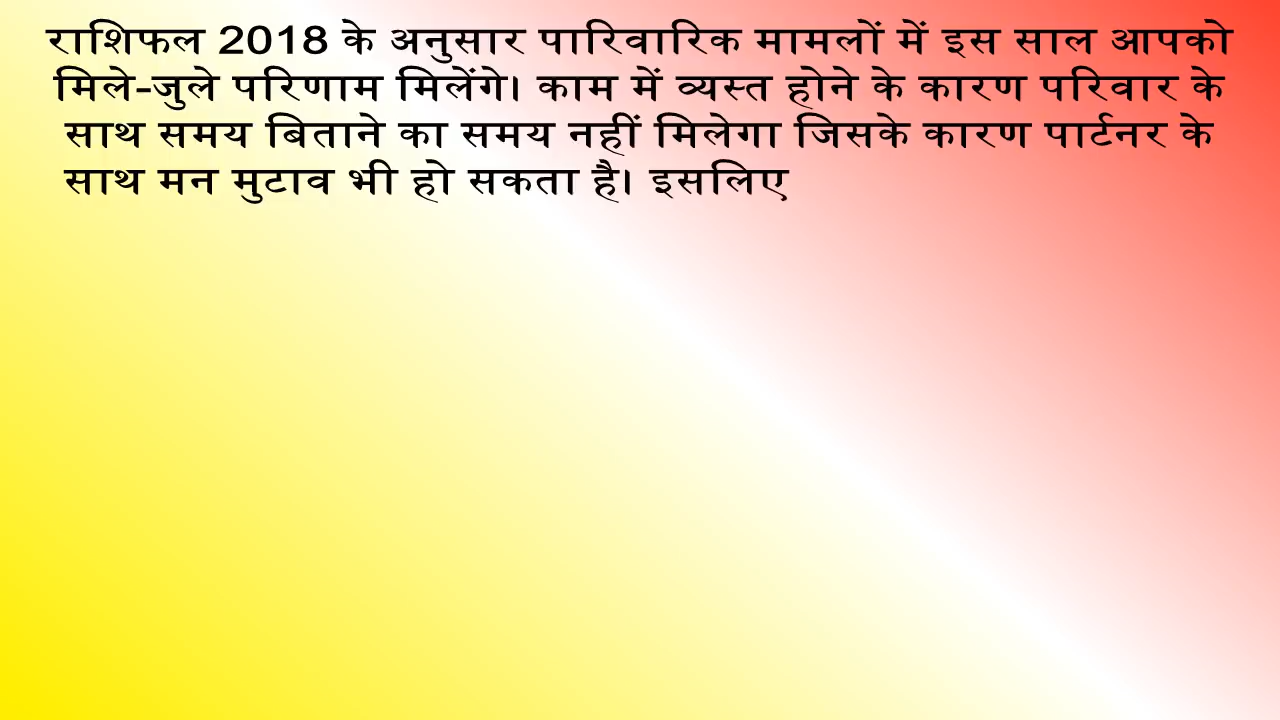 राशिफल 2018 के अनुसार पारिवारिक मामलों में इस साल आपको
मिले-जुले परिणाम मिलेंगे। काम में व्यस्त होने के कारण परिवार के
साथ समय बिताने का समय नहीं मिलेगा जिसके कारण पार्टनर के
साथ मन मुटाव भी हो सकता है। इसलिए